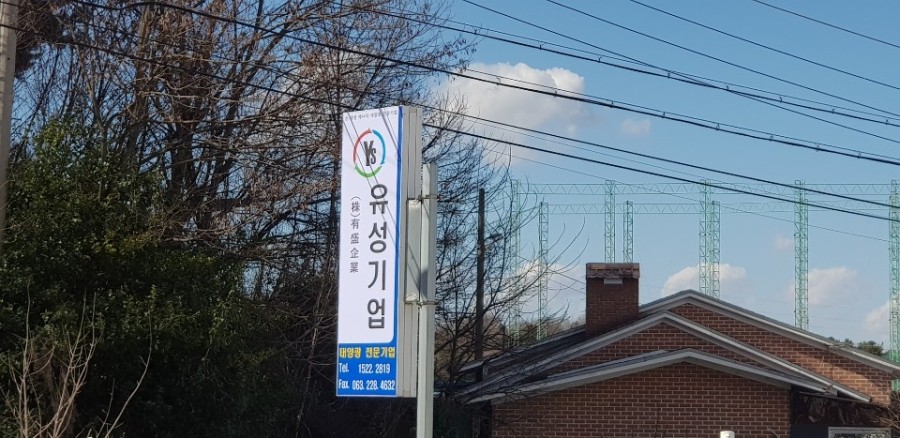 YS
유성기업
(株)有盛企業
태양광 전문기업
Tel. 1522. 2819
Fax. 063. 228. 4632